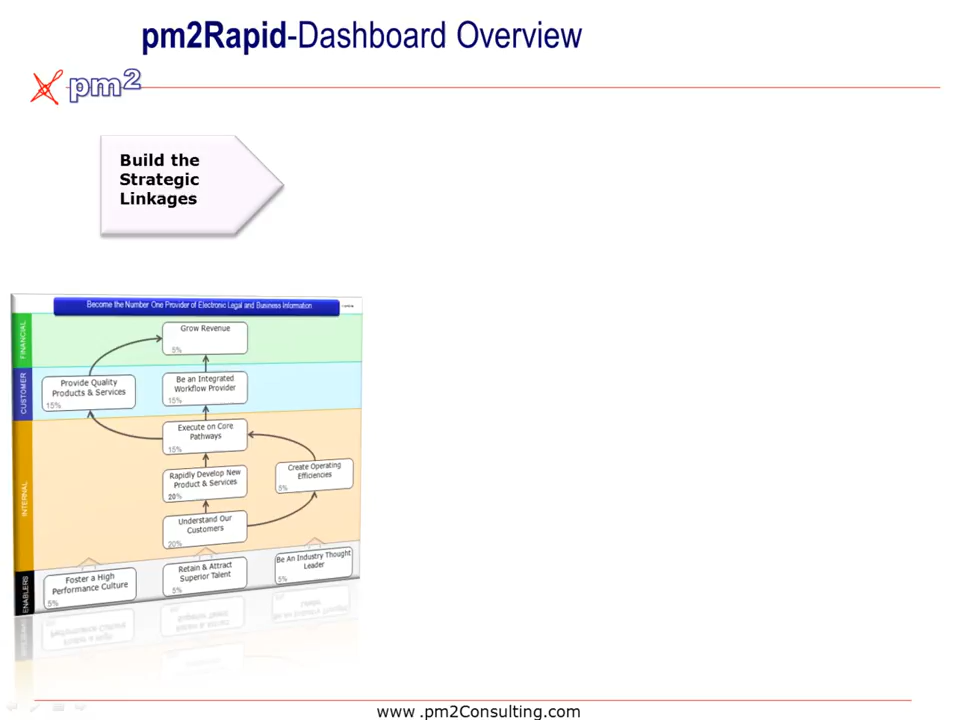 pm2Rapid-Dashboard Overview
pm2
Build the
Strategic
Linkages
Become the Number One Provider of Electronic Legal and Business Information
FINANCIAL
Grow Revenue
5%
CUSTOMER
Provide Quality
Products & Services
15%
Be an Integrated
Workflow Provider
15%
INTERNAL
Execute on Core
Pathways
15%
Create Operating
Efficiencies
5%
Rapidly Develop New
Product & Services
20%
Understand Our
Customers
20%
ENABLERS
Foster a High
Performance Culture
5%
Retain & Attract
Superior Talent
5%
Be An Industry Thought
Leader
5%
www .pm2Consulting.com